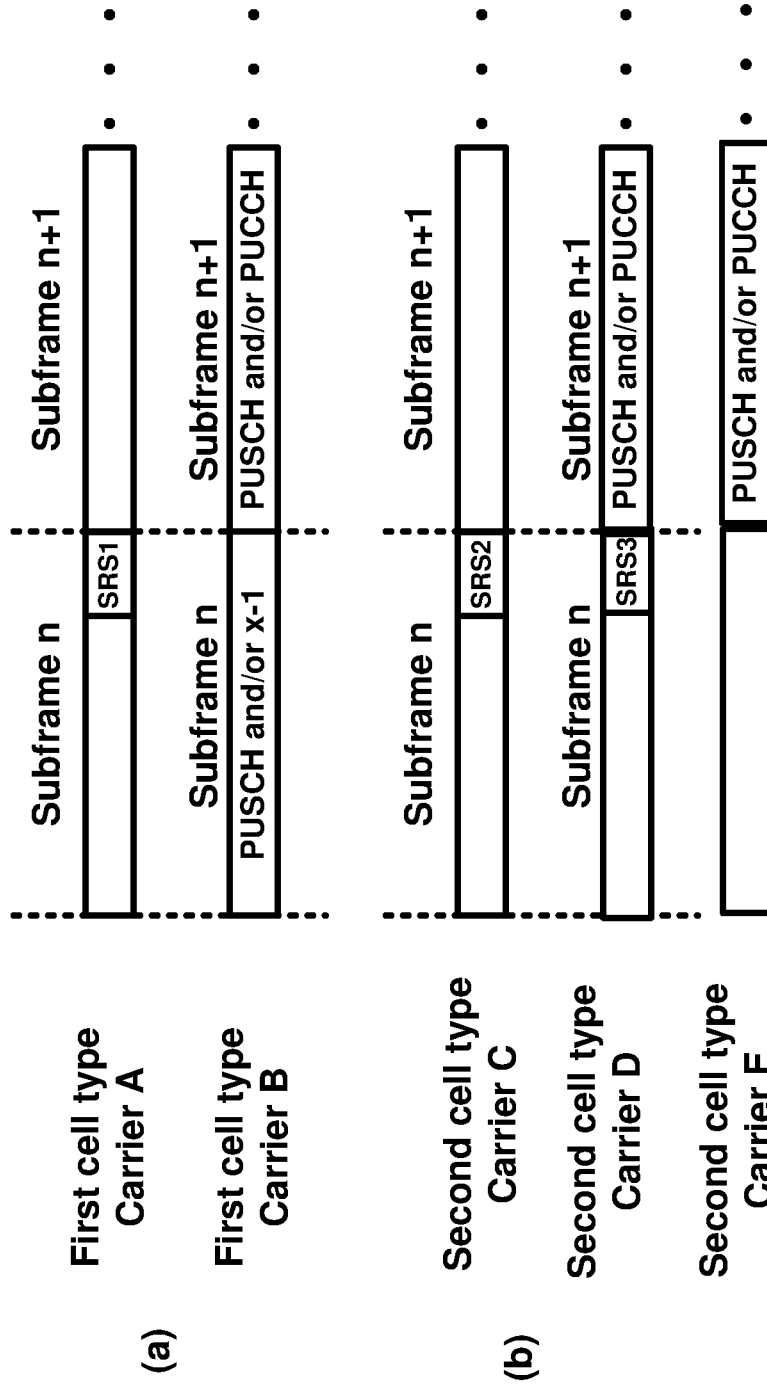 (a)
First cell type
Carrier A
Subframe n
Subframe n+1
SRS1
First cell type
Carrier B
Subframe n
Subframe n+1
PUSCH and/or x-1
PUSCH and/or PUCCH
(b)
Second cell type
Carrier C
Subframe n
Subframe n+1
SRS2
Second cell type
Carrier D
Subframe n
Subframe n+1
SRS3
PUSCH and/or PUCCH
Second cell type
Carrier
PUSCH and/or PUCCH